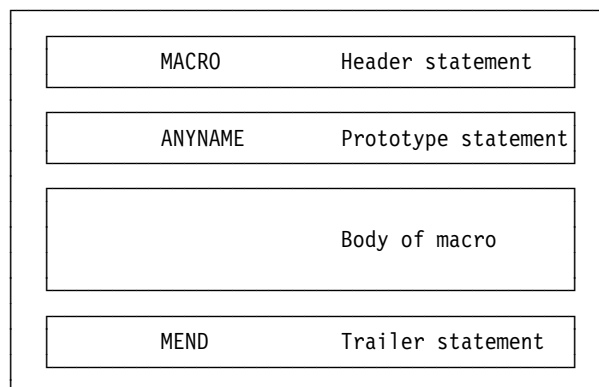 MACRO Header statement
ANYNAME Prototype statement
Body of macro
MEND Trailer statement